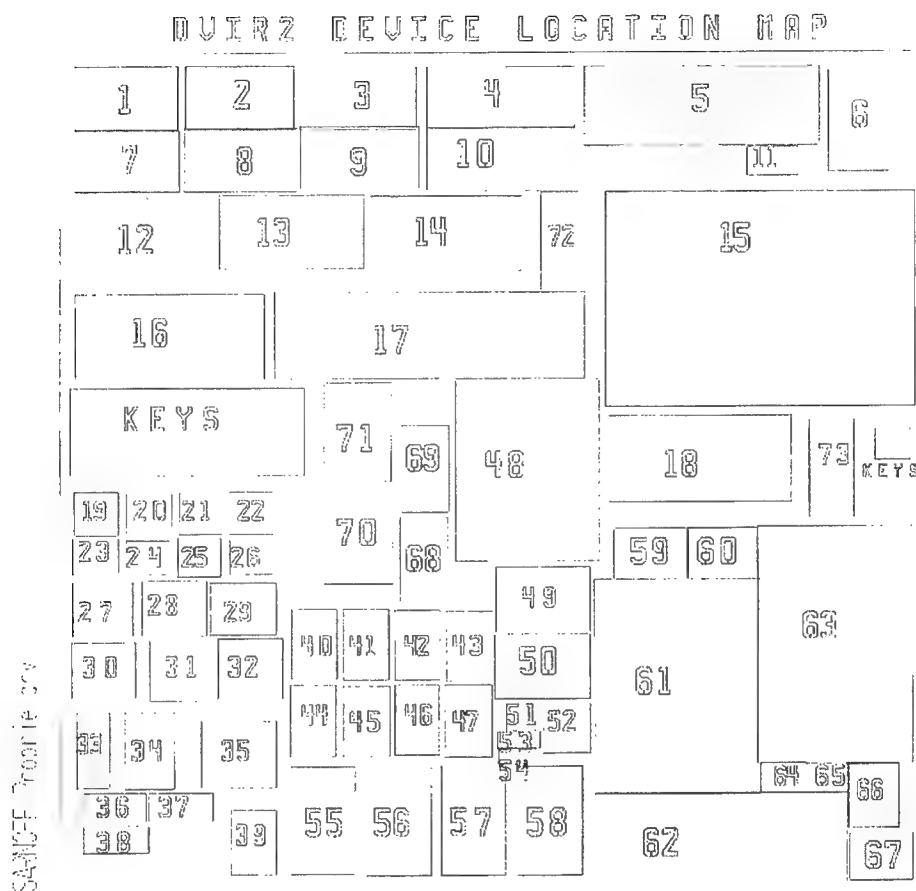 DVIR2 DEVICE LOCATION MAP
1 2 3 4 5 6
7 8 9 10 11
12 13 14 72 15
16 17
KEYS 71 69 48 18 73 KEYS
19 20 21 22
70 68
23 24 25 26 59 60
27 28 29 49 63
40 41 42 43
30 31 32 50 61
44 45 46 47 51 52
33 34 35 53
54 64 65 66
36 37
38 39 55 56 57 58 62 67
SARNOFF Proprietary